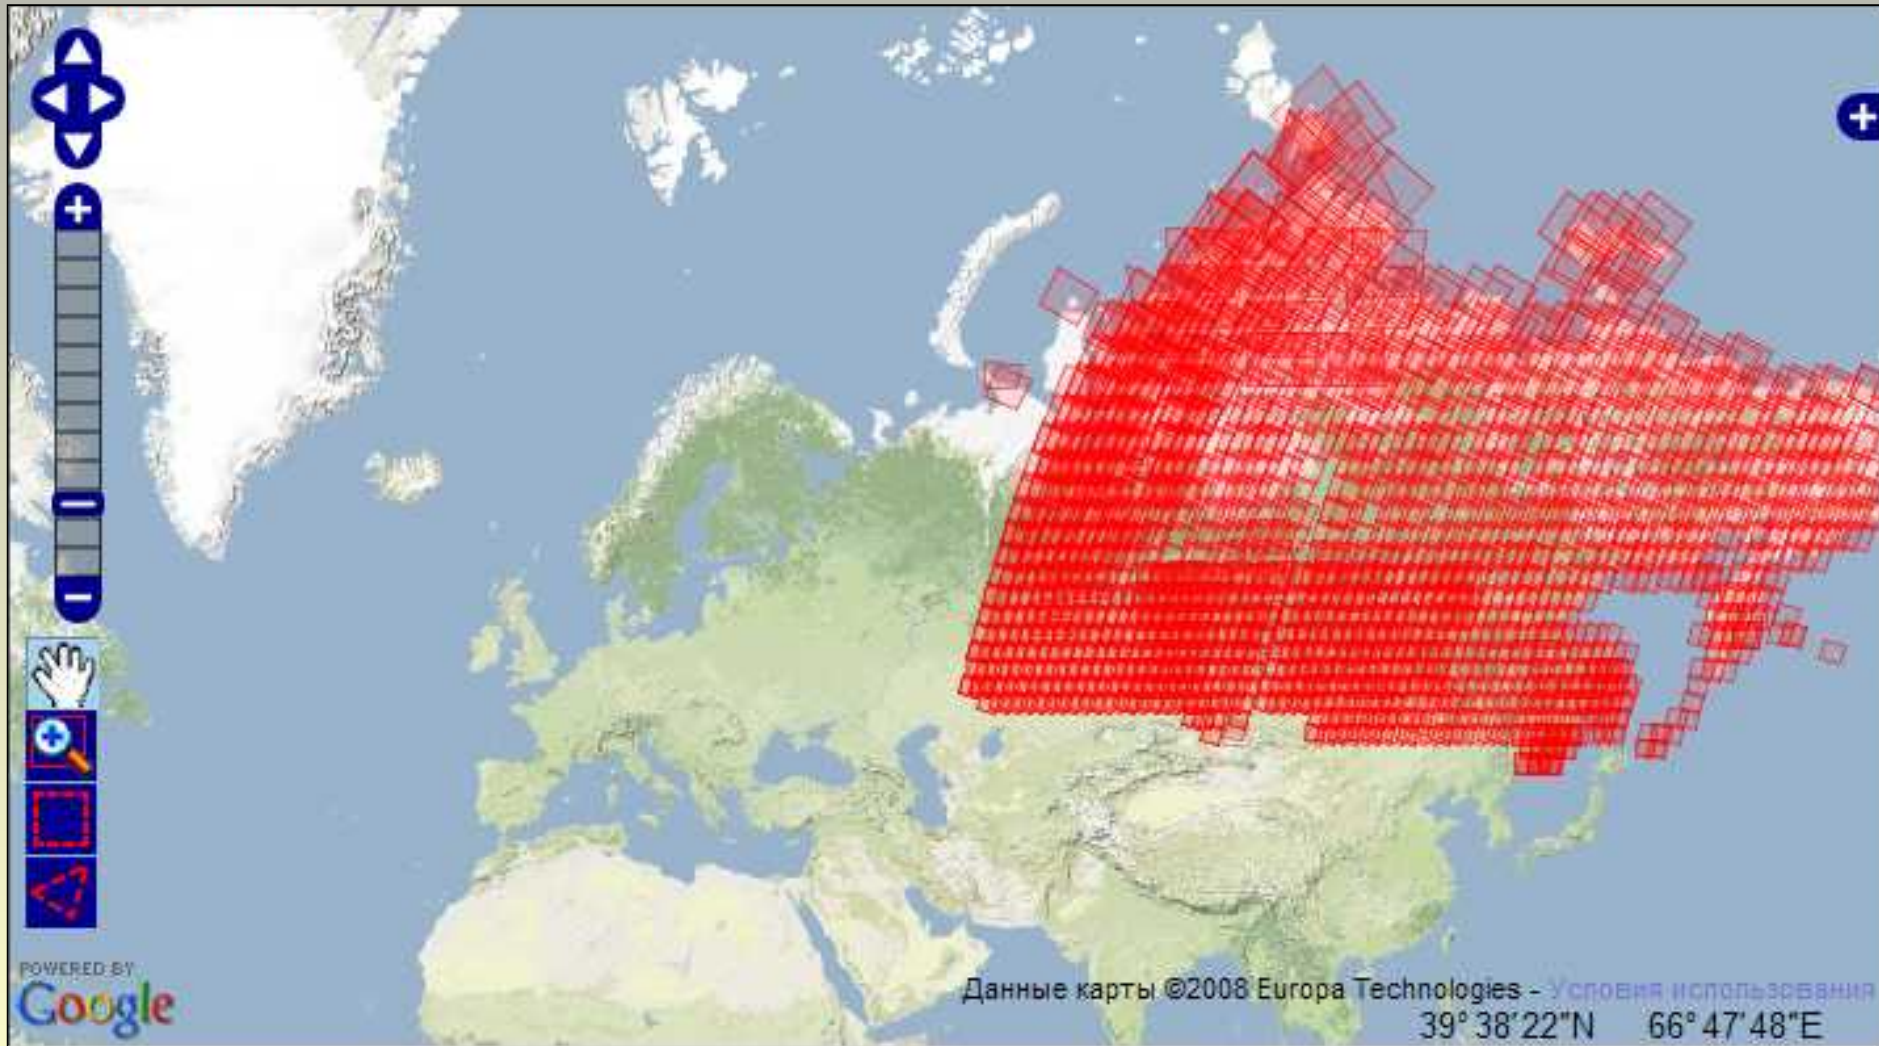 POWERED BY
Google
Данные карты ©2008 Europa Technologies - Условия использования
39° 38'22"N 66° 47'48"E